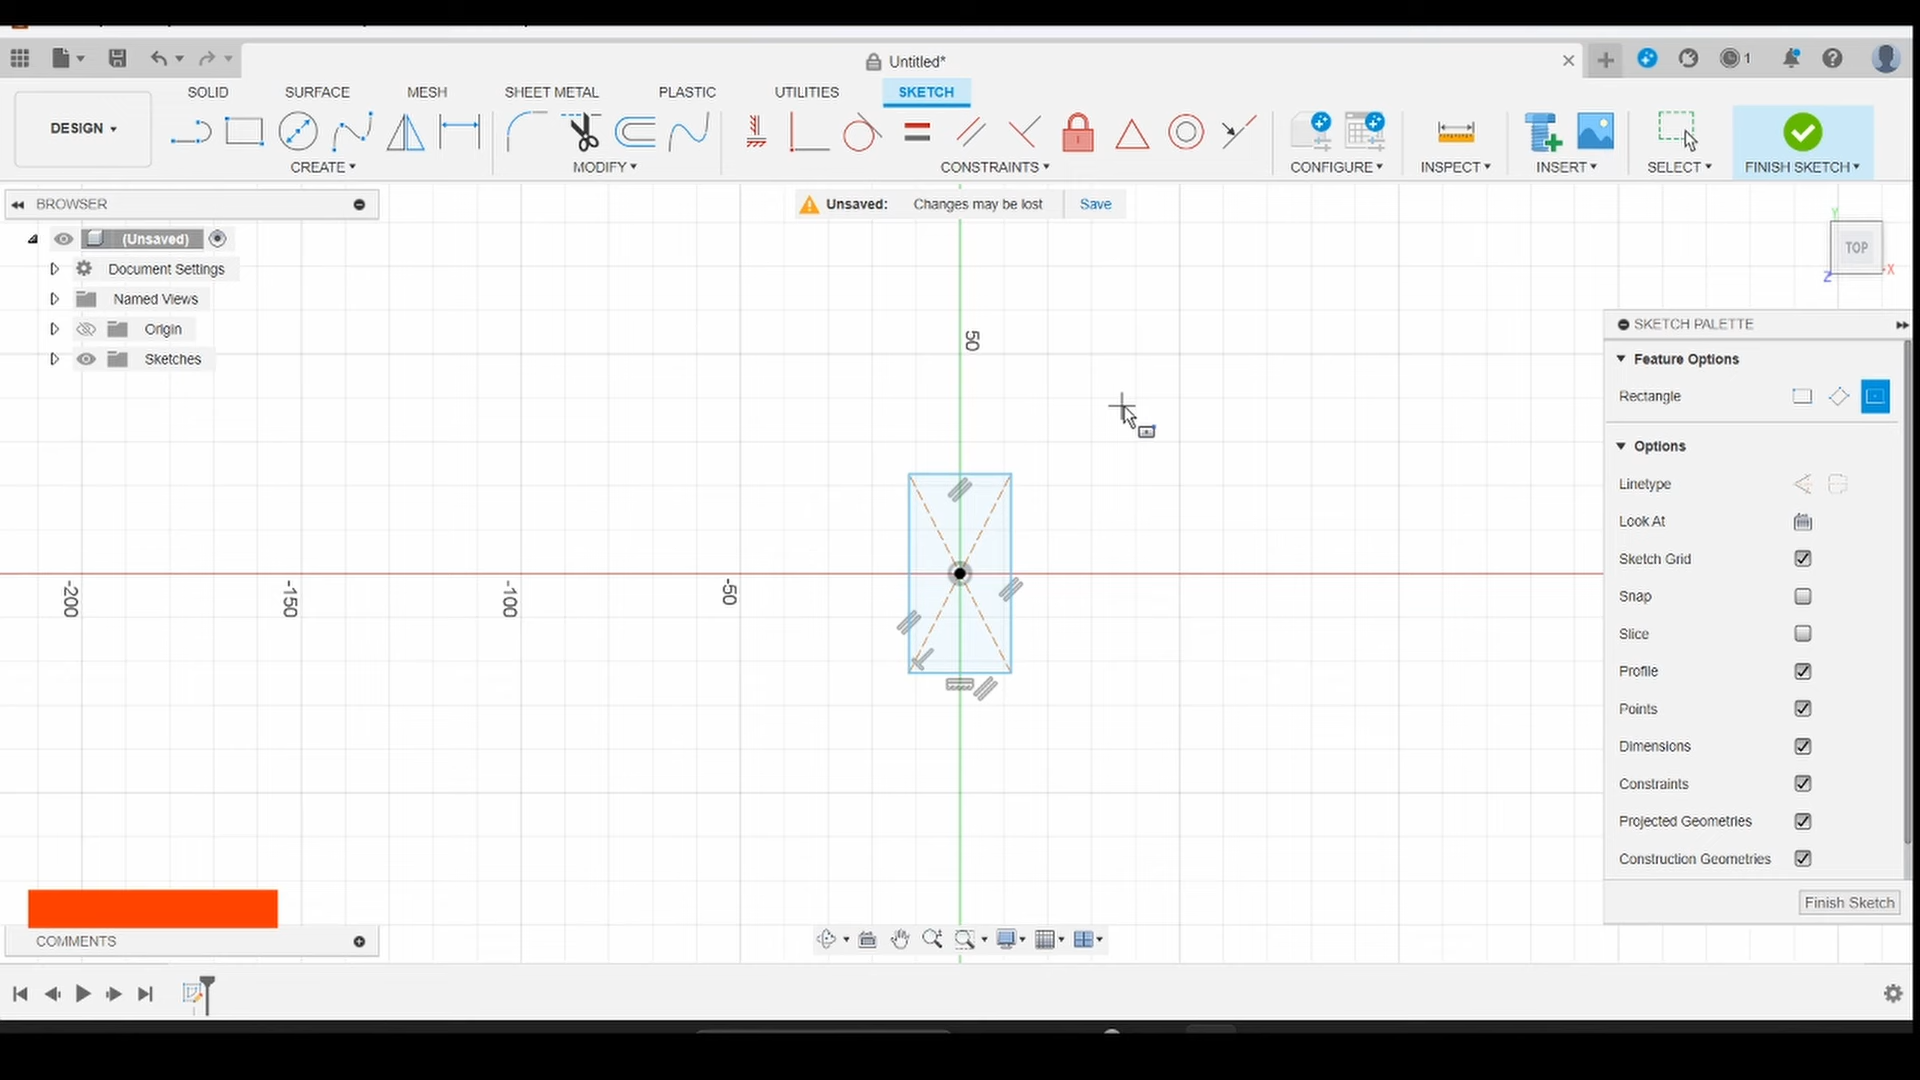 Untitled*
1
SOLID
SURFACE
MESH
SHEET METAL
PLASTIC
UTILITIES
SKETCH
DESIGN
CREATE
MODIFY
CONSTRAINTS
CONFIGURE
INSPECT
INSERT
SELECT
FINISH SKETCH
BROWSER
Unsaved: Changes may be lost Save
(Unsaved)
Document Settings
Named Views
Origin
Sketches
TOP
Y
X
Z
50
-200
-150
-100
-50
SKETCH PALETTE
Feature Options
Rectangle
Options
Linetype
Look At
Sketch Grid
Snap
Slice
Profile
Points
Dimensions
Constraints
Projected Geometries
Construction Geometries
Finish Sketch
COMMENTS